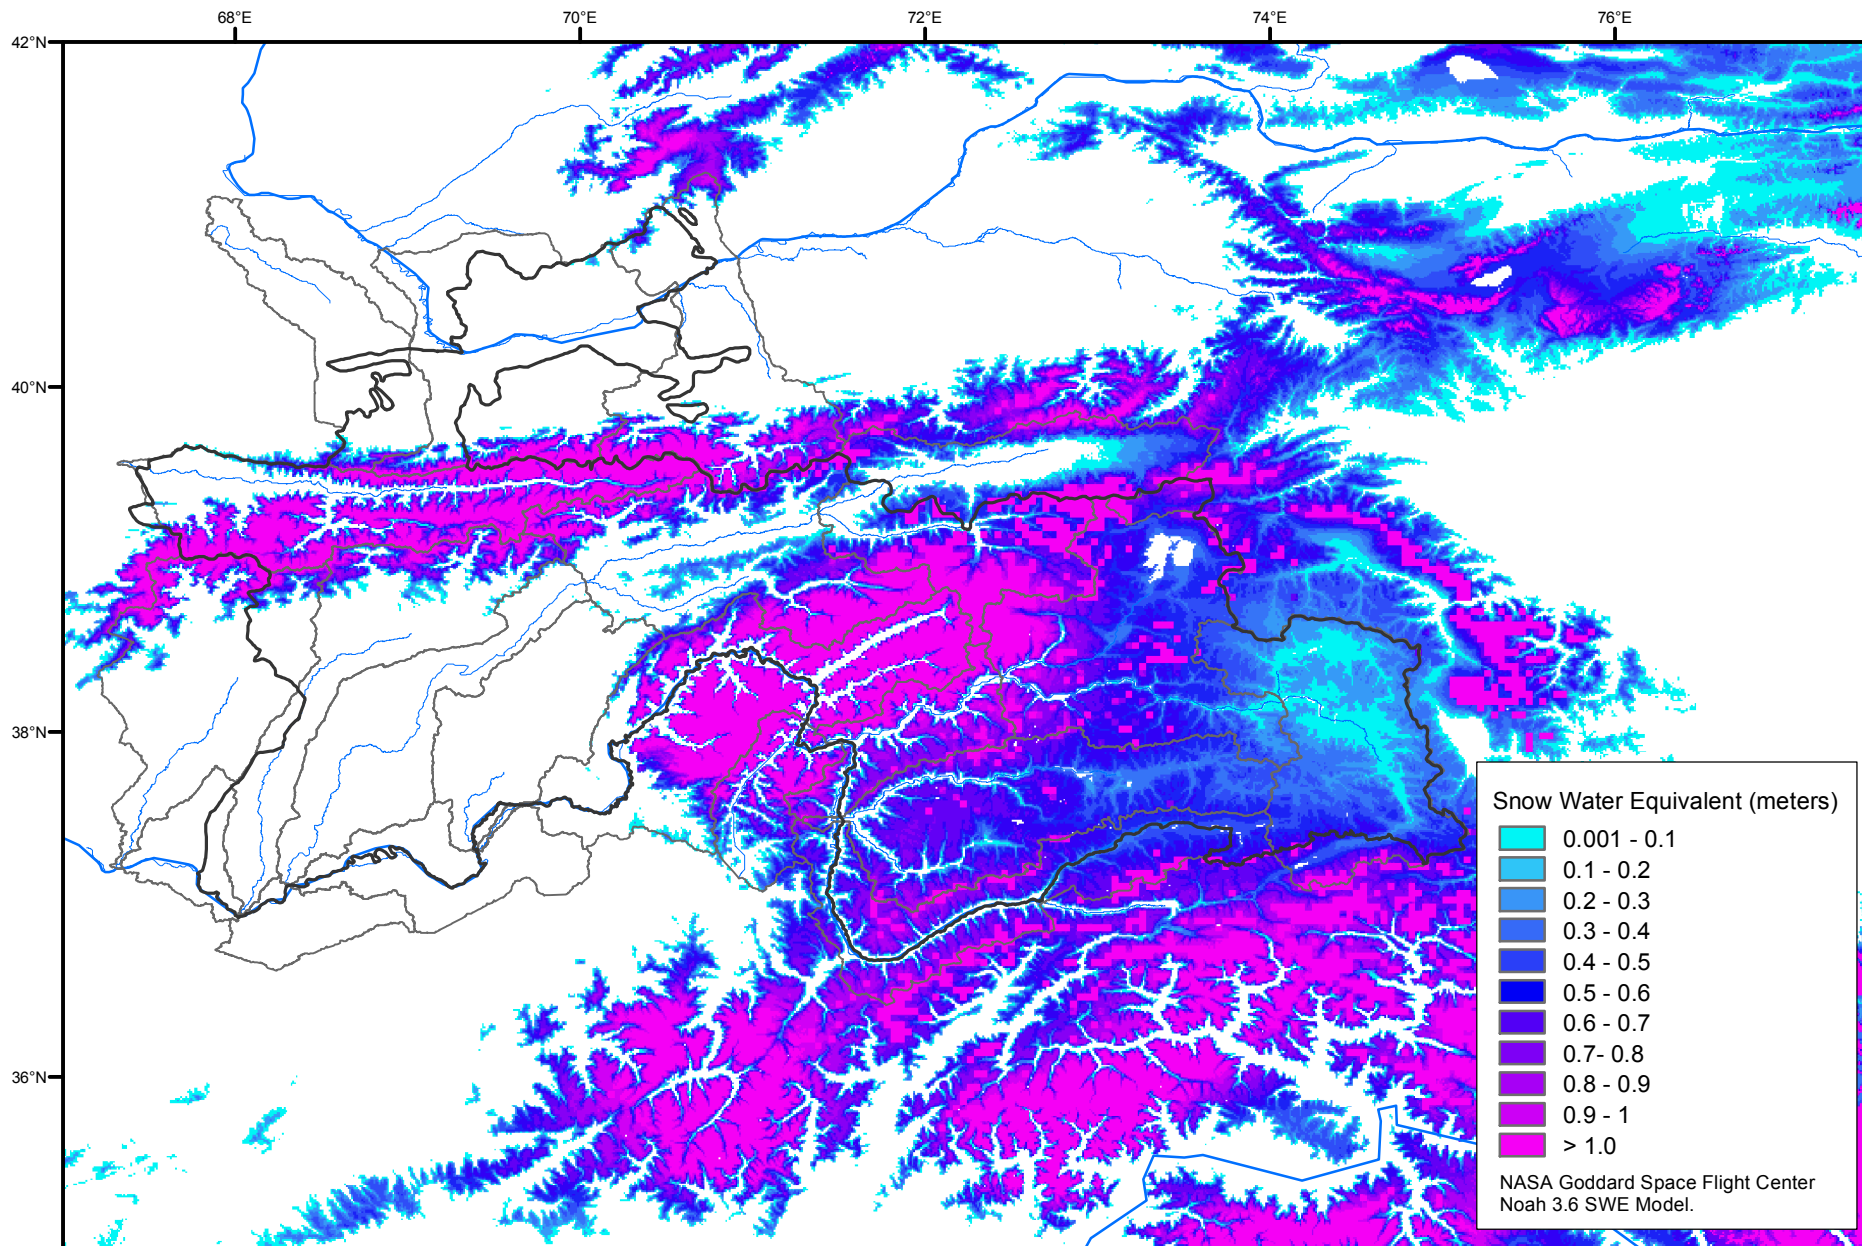 68°E
70°E
72°E
74°E
76°E
42°N
40°N
38°N
36°N
Snow Water Equivalent (meters)
0.001 - 0.1
0.1 - 0.2
0.2 - 0.3
0.3 - 0.4
0.4 - 0.5
0.5 - 0.6
0.6 - 0.7
0.7- 0.8
0.8 - 0.9
0.9 - 1
> 1.0
NASA Goddard Space Flight Center
Noah 3.6 SWE Model.